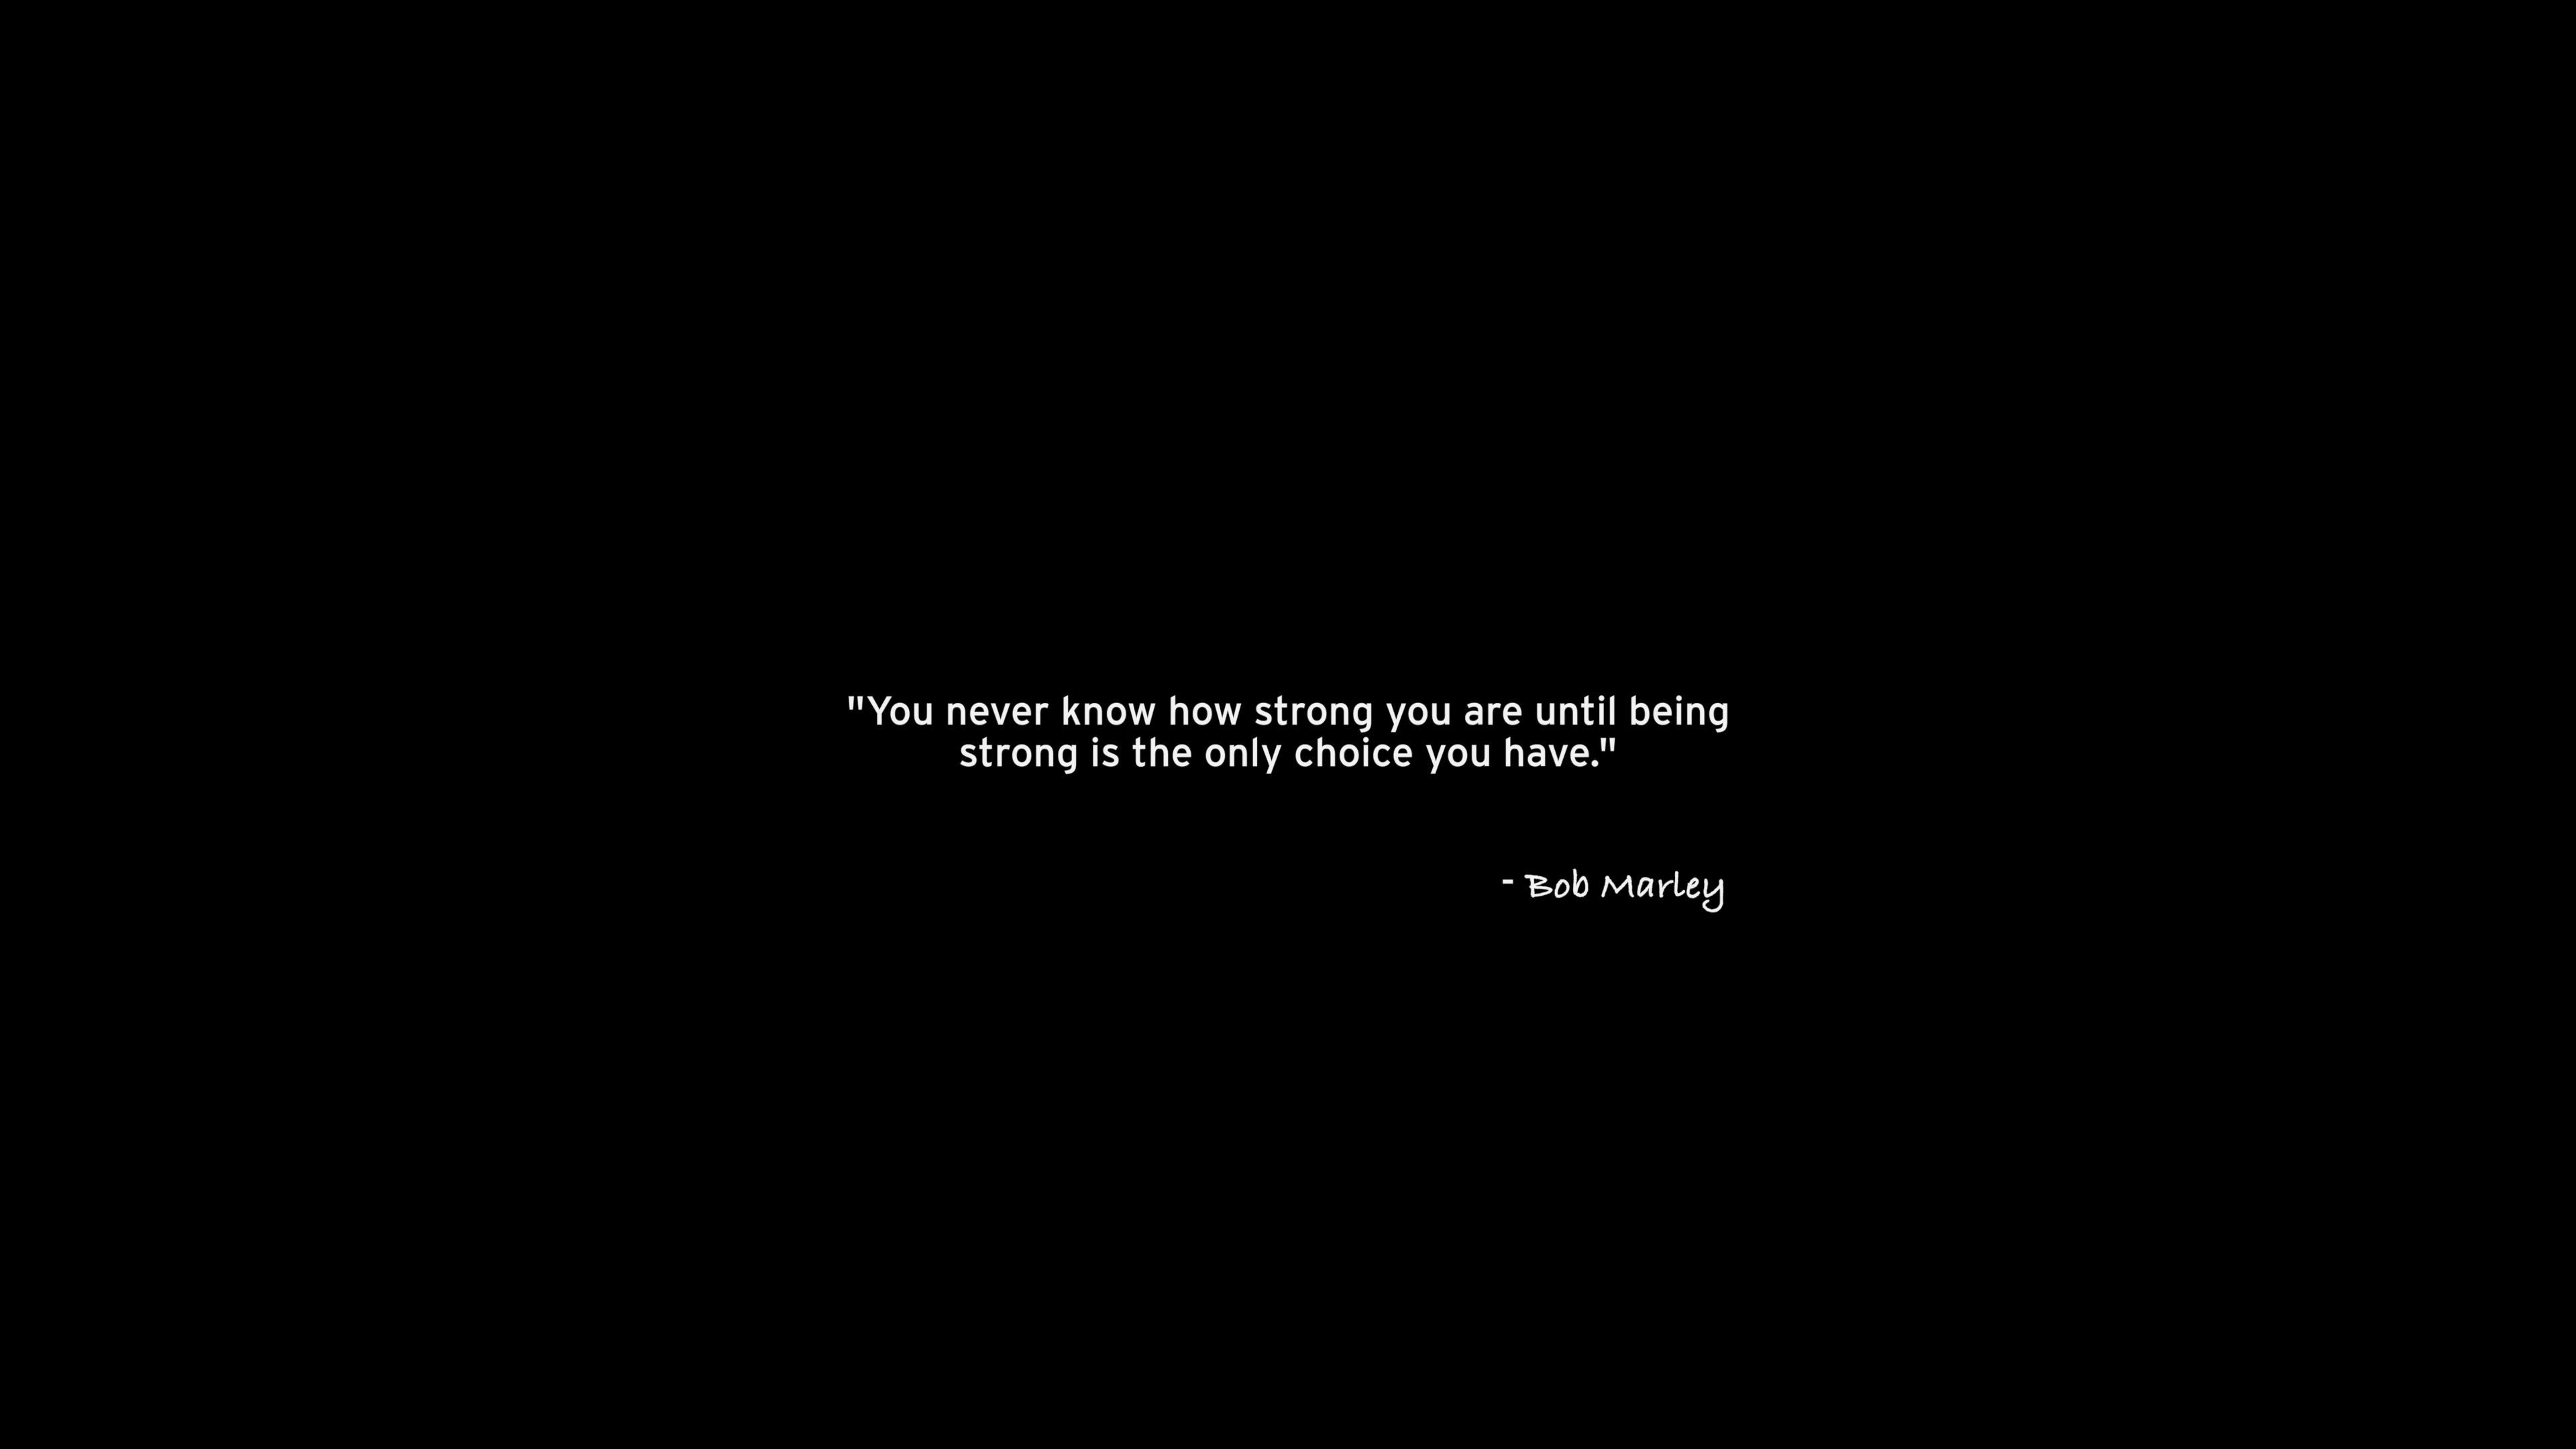 "You never know how strong you are until being
strong is the only choice you have."
- Bob Marley